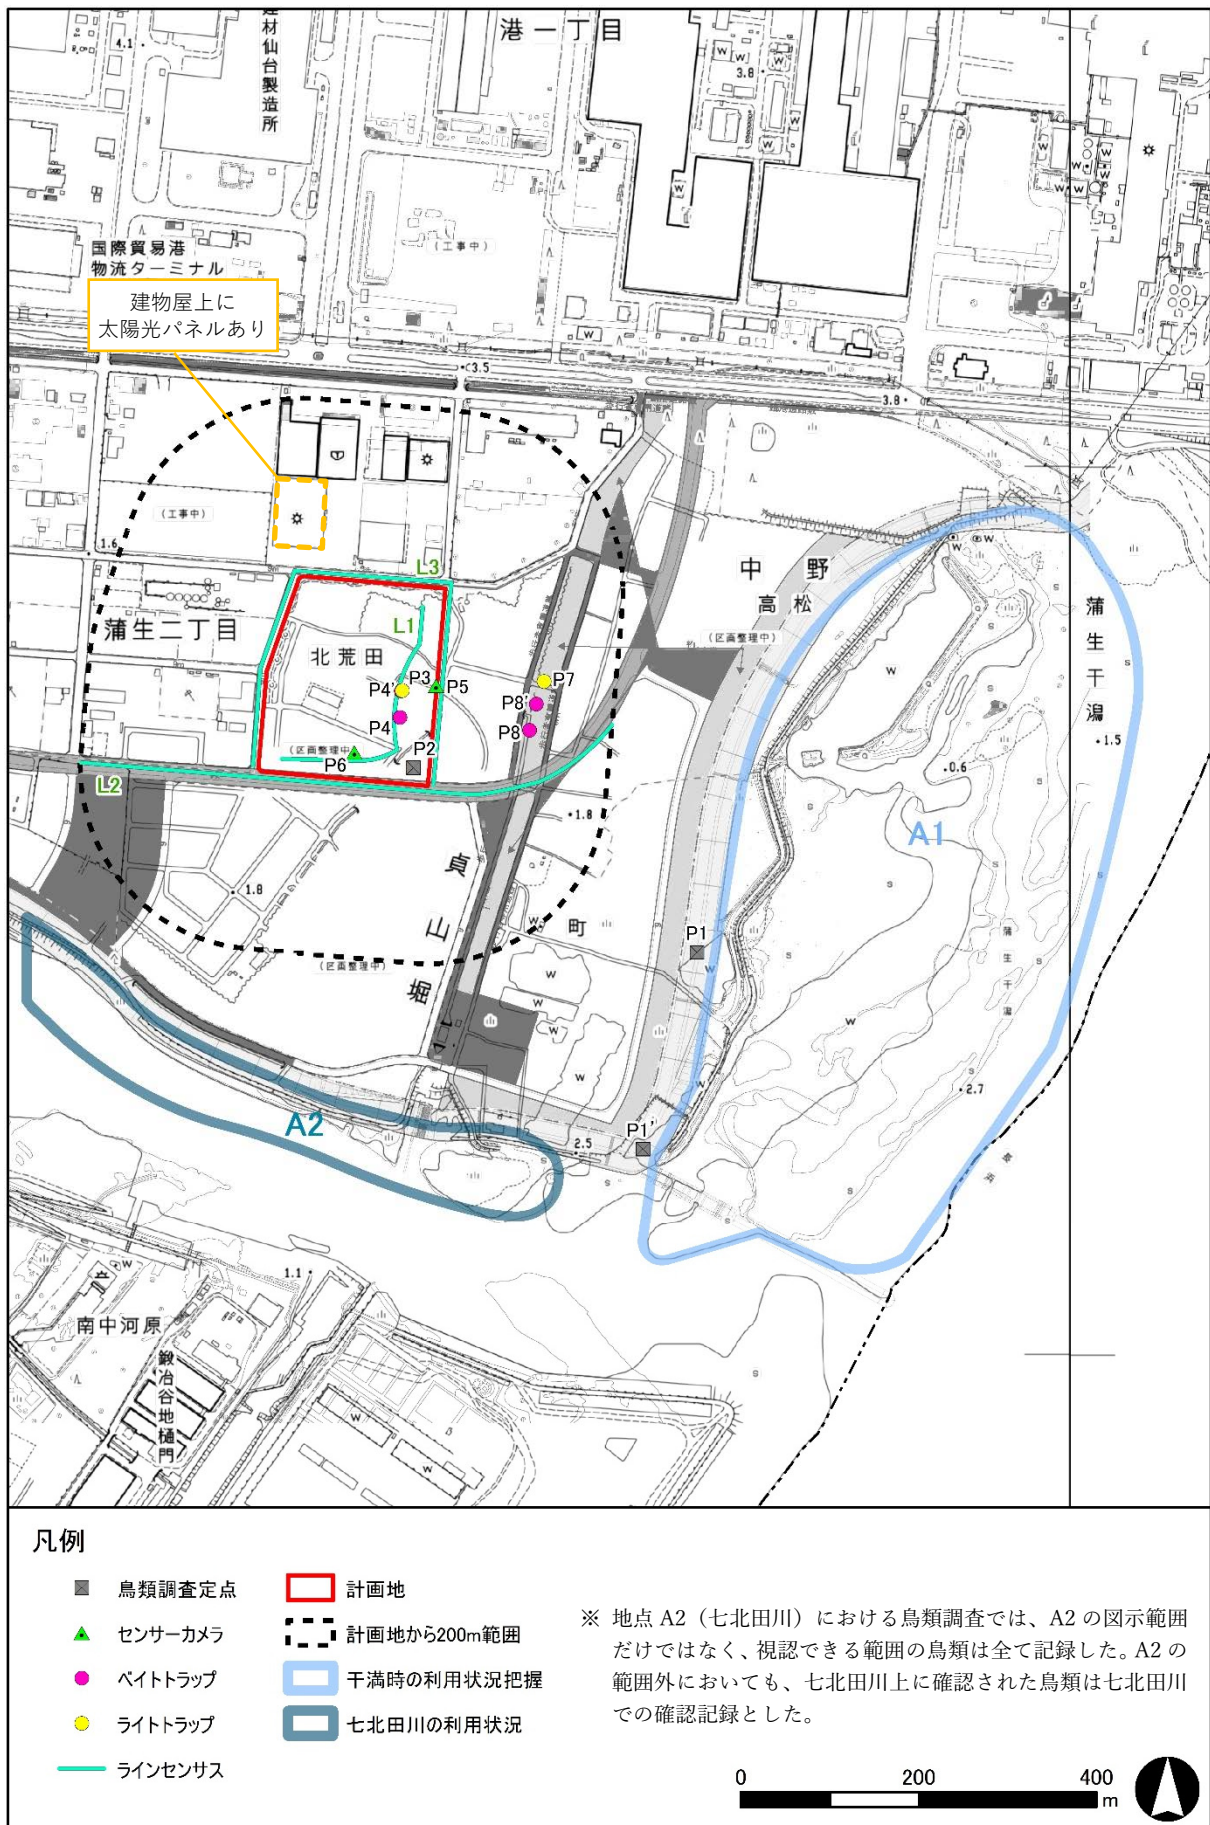 港一丁目
建材仙台製造所
4.1
3.8
国際貿易港
物流ターミナル
(工事中)
建物屋上に
太陽光パネルあり
3.5
3.8
(工事中)
1.6
L3
中野
高松
(区画整理中)
蒲生干潟
蒲生二丁目
L1
北荒田
P3
P4'
P5
P7
P8'
P4
P8
P2
(区画整理中)
P6
L2
1.5
0.6
A1
1.8
1.8
貞山堀
町
P1
(区画整理中)
蒲生干潟
2.7
A2
P1'
2.5
1.1
南中河原
鍛冶谷地樋門
凡例
鳥類調査定点
計画地
センサーカメラ
計画地から200m範囲
ベイトトラップ
干満時の利用状況把握
ライトトラップ
七北田川の利用状況
ラインセンサス
※ 地点 A2(七北田川)における鳥類調査では、A2 の図示範囲
だけではなく、視認できる範囲の鳥類は全て記録した。A2 の
範囲外においても、七北田川上に確認された鳥類は七北田川
での確認記録とした。
0 200 400
m